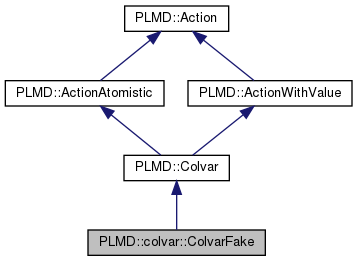 PLMD::Action
PLMD::ActionAtomistic
PLMD::ActionWithValue
PLMD::Colvar
PLMD::colvar::ColvarFake